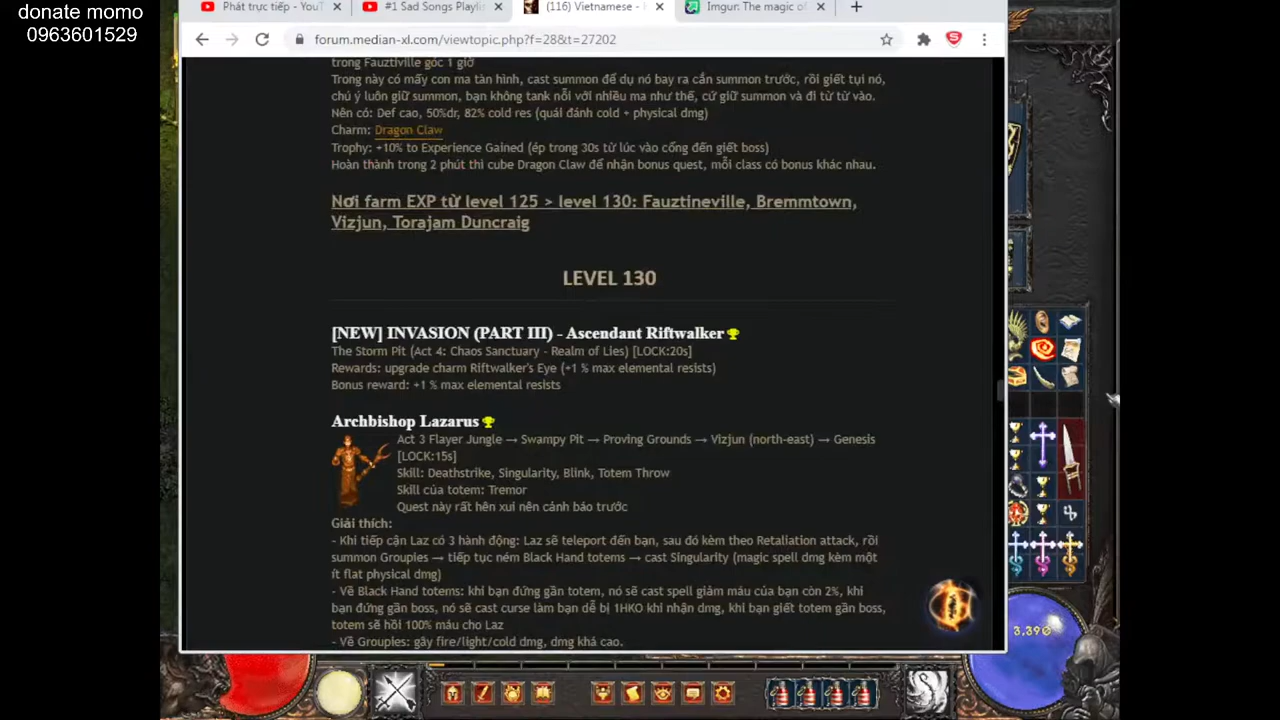 donate momo
0963601529
Phát trực tiếp - YouT
#1 Sad Songs Playlis
(116) Vietnamese -
Imgur: The magic of
forum.median-xl.com/viewtopic.php?f=28&t=27202
trong Fauztiville góc 1 giờ
Trong này có mấy con ma tàn hình, cast summon để dụ nó bay ra cắn summon trước, rồi giết tụi nó,
chú ý luôn giữ summon, bạn không tank nỗi với nhiều ma như thế, cứ giữ summon và đi từ từ vào.
Nên có: Def cao, 50%dr, 82% cold res (quái đánh cold + physical dmg)
Charm: Dragon Claw
Trophy: +10% to Experience Gained (ép trong 30s từ lúc vào cổng đến giết boss)
Hoàn thành trong 2 phút thì cube Dragon Claw để nhận bonus quest, mỗi class có bonus khác nhau.
Nơi farm EXP từ level 125 > level 130: Fauztineville, Bremmtown,
Vizjun, Torajam Duncraig
LEVEL 130
[NEW] INVASION (PART III) - Ascendant Riftwalker
The Storm Pit (Act 4: Chaos Sanctuary - Realm of Lies) [LOCK:20s]
Rewards: upgrade charm Riftwalker's Eye (+1 % max elemental resists)
Bonus reward: +1 % max elemental resists
Archbishop Lazarus
Act 3 Flayer Jungle → Swampy Pit → Proving Grounds → Vizjun (north-east) → Genesis
[LOCK:15s]
Skill: Deathstrike, Singularity, Blink, Totem Throw
Skill của totem: Tremor
Quest này rất hên xui nên cảnh báo trước
Giải thích:
- Khi tiếp cận Laz có 3 hành động: Laz sẽ teleport đến bạn, sau đó kèm theo Retaliation attack, rồi
summon Groupies → tiếp tục ném Black Hand totems → cast Singularity (magic spell dmg kèm một
ít flat physical dmg)
- Về Black Hand totems: khi bạn đứng gần totem, nó sẽ cast spell giảm máu của bạn còn 2%, khi
bạn đứng gần boss, nó sẽ cast curse làm bạn dễ bị 1HKO khi nhận dmg, khi bạn giết totem gần boss,
totem sẽ hồi 100% máu cho Laz
- Về Groupies: gây fire/light/cold dmg, dmg khá cao.
3.390